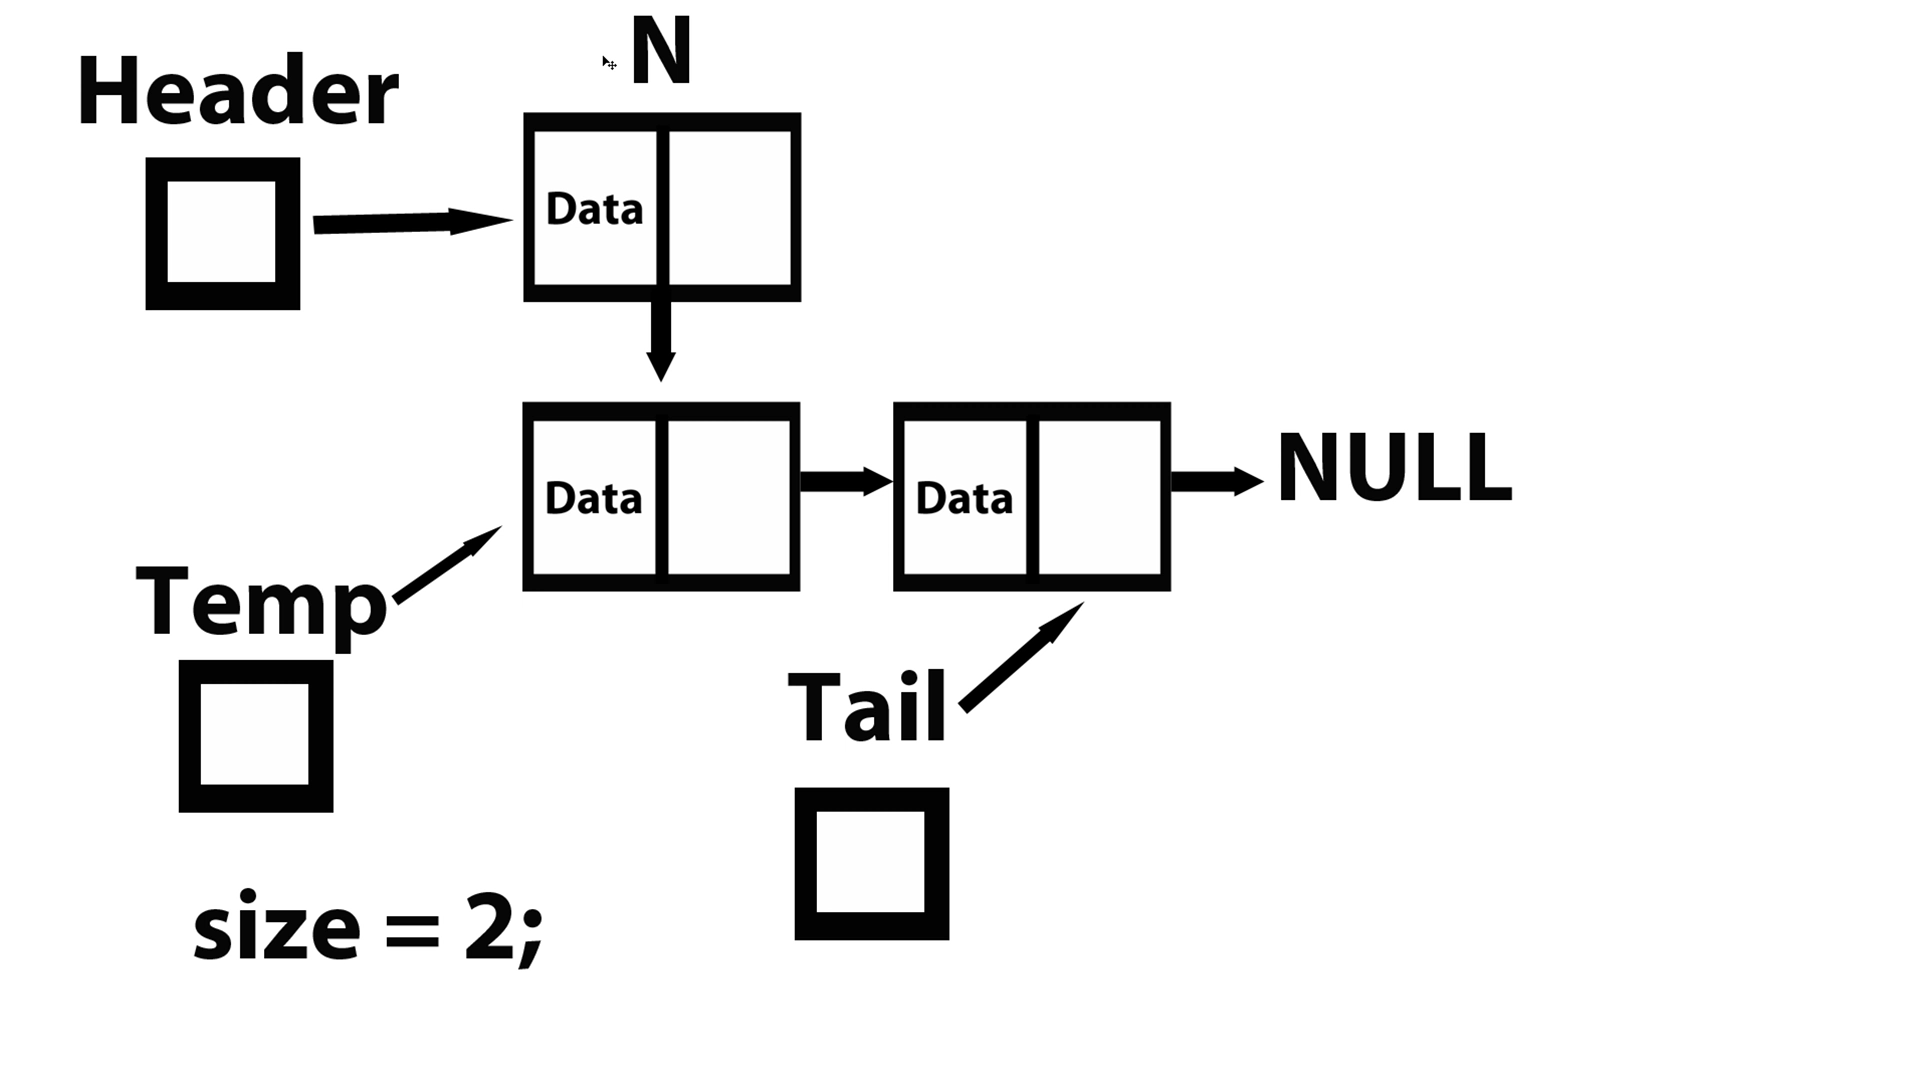 N
Header
Data
Data
Data
NULL
Temp
Tail
size = 2;